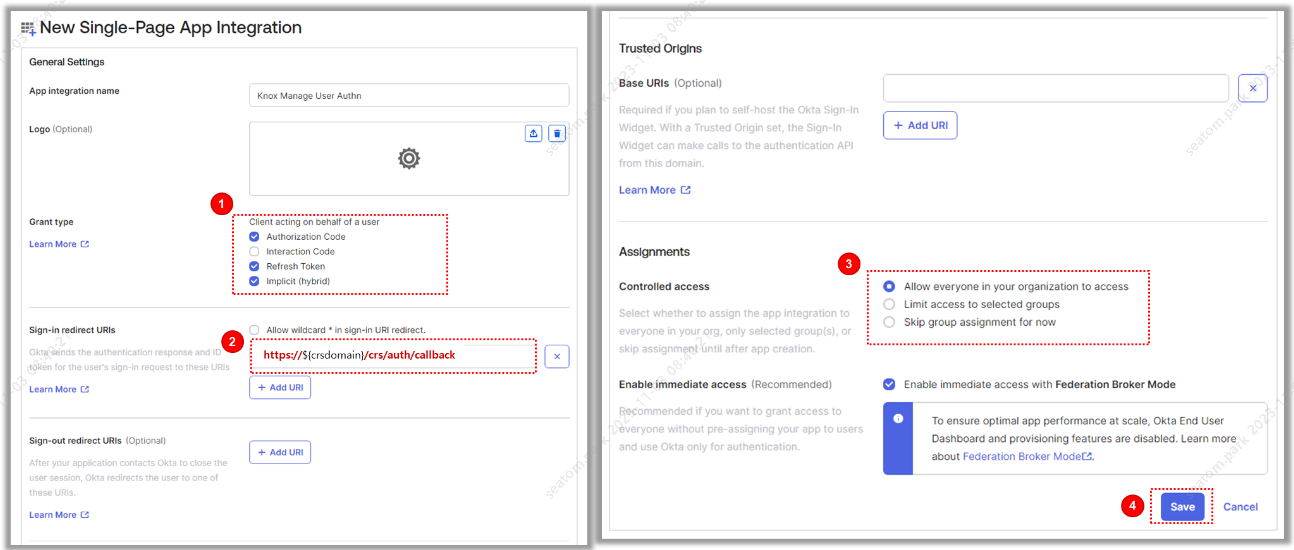 New Single-Page App Integration
General Settings
App integration name
Knox Manage User Authn
Logo (Optional)
1
Grant type
Client acting on behalf of a user
Learn More
Authorization Code
Interaction Code
Refresh Token
Implicit (hybrid)
Sign-in redirect URIs
Allow wildcard * in sign-in URI redirect.
2
Okta sends the authentication response and ID
token for the user's sign-in request to these URIs
https://${crsdomain}/crs/auth/callback
Learn More
+ Add URI
Sign-out redirect URIs (Optional)
+ Add URI
After your application contacts Okta to close the
user session, Okta redirects the user to one of
these URIs.
Learn More
Trusted Origins
Base URIs (Optional)
Required if you plan to self-host the Okta Sign-In
Widget. With a Trusted Origin set, the Sign-In
Widget can make calls to the authentication API
from this domain.
+ Add URI
Learn More
Assignments
3
Controlled access
Select whether to assign the app integration to
everyone in your org, only selected group(s), or
skip assignment until after app creation.
Allow everyone in your organization to access
Limit access to selected groups
Skip group assignment for now
Enable immediate access (Recommended)
Enable immediate access with Federation Broker Mode
Recommended if you want to grant access to
everyone without pre-assigning your app to users
and use Okta only for authentication.
To ensure optimal app performance at scale, Okta End User
Dashboard and provisioning features are disabled. Learn more
about Federation Broker Mode.
4
Save
Cancel
seatom.park 2023-11-03 08:40:21